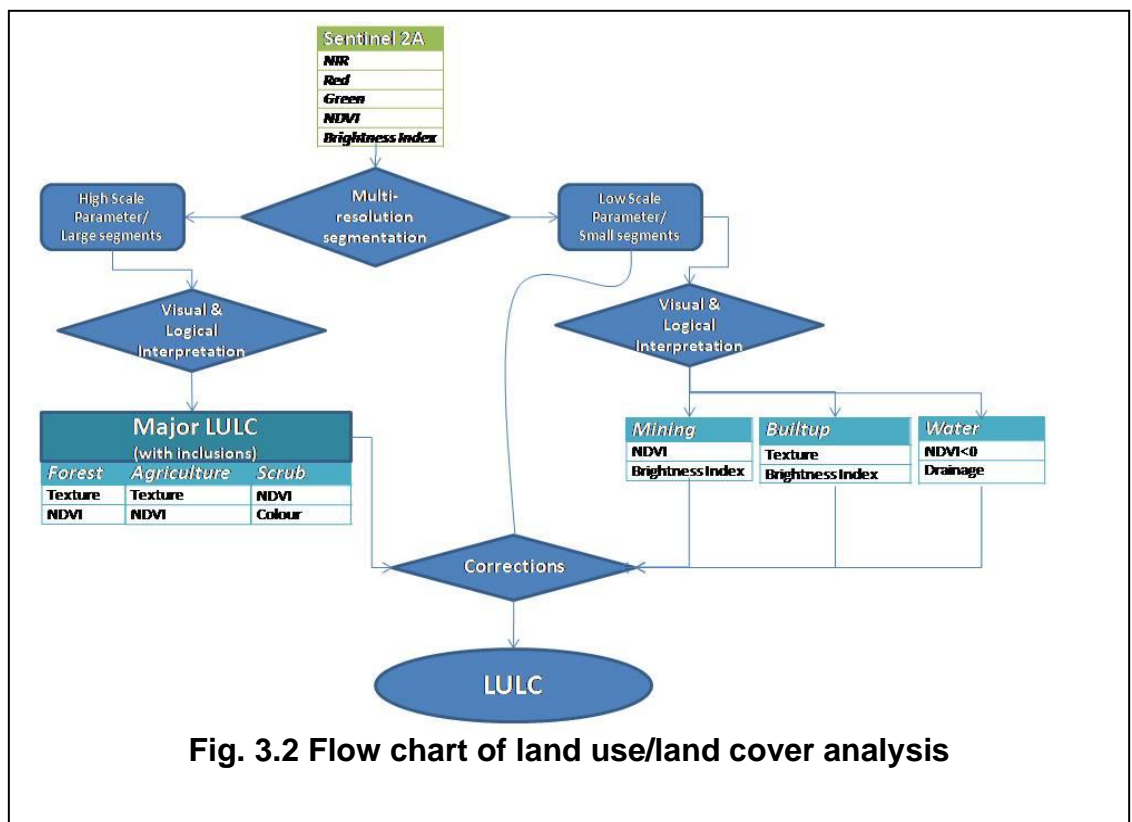 Sentinel 2A
NIR
Red
Green
NDVI
Brightness Index
High Scale
Parameter/
Large segments
Multi-
resolution
segmentation
Low Scale
Parameter/
Small segments
Visual &
Logical
Interpretation
Visual &
Logical
Interpretation
Major LULC
(with inclusions)
Forest Agriculture Scrub
Texture Texture NDVI
NDVI NDVI Colour
Mining
NDVI
Brightness Index
Builtup
Texture
Brightness Index
Water
NDVI<0
Drainage
Corrections
LULC
Fig. 3.2 Flow chart of land use/land cover analysis